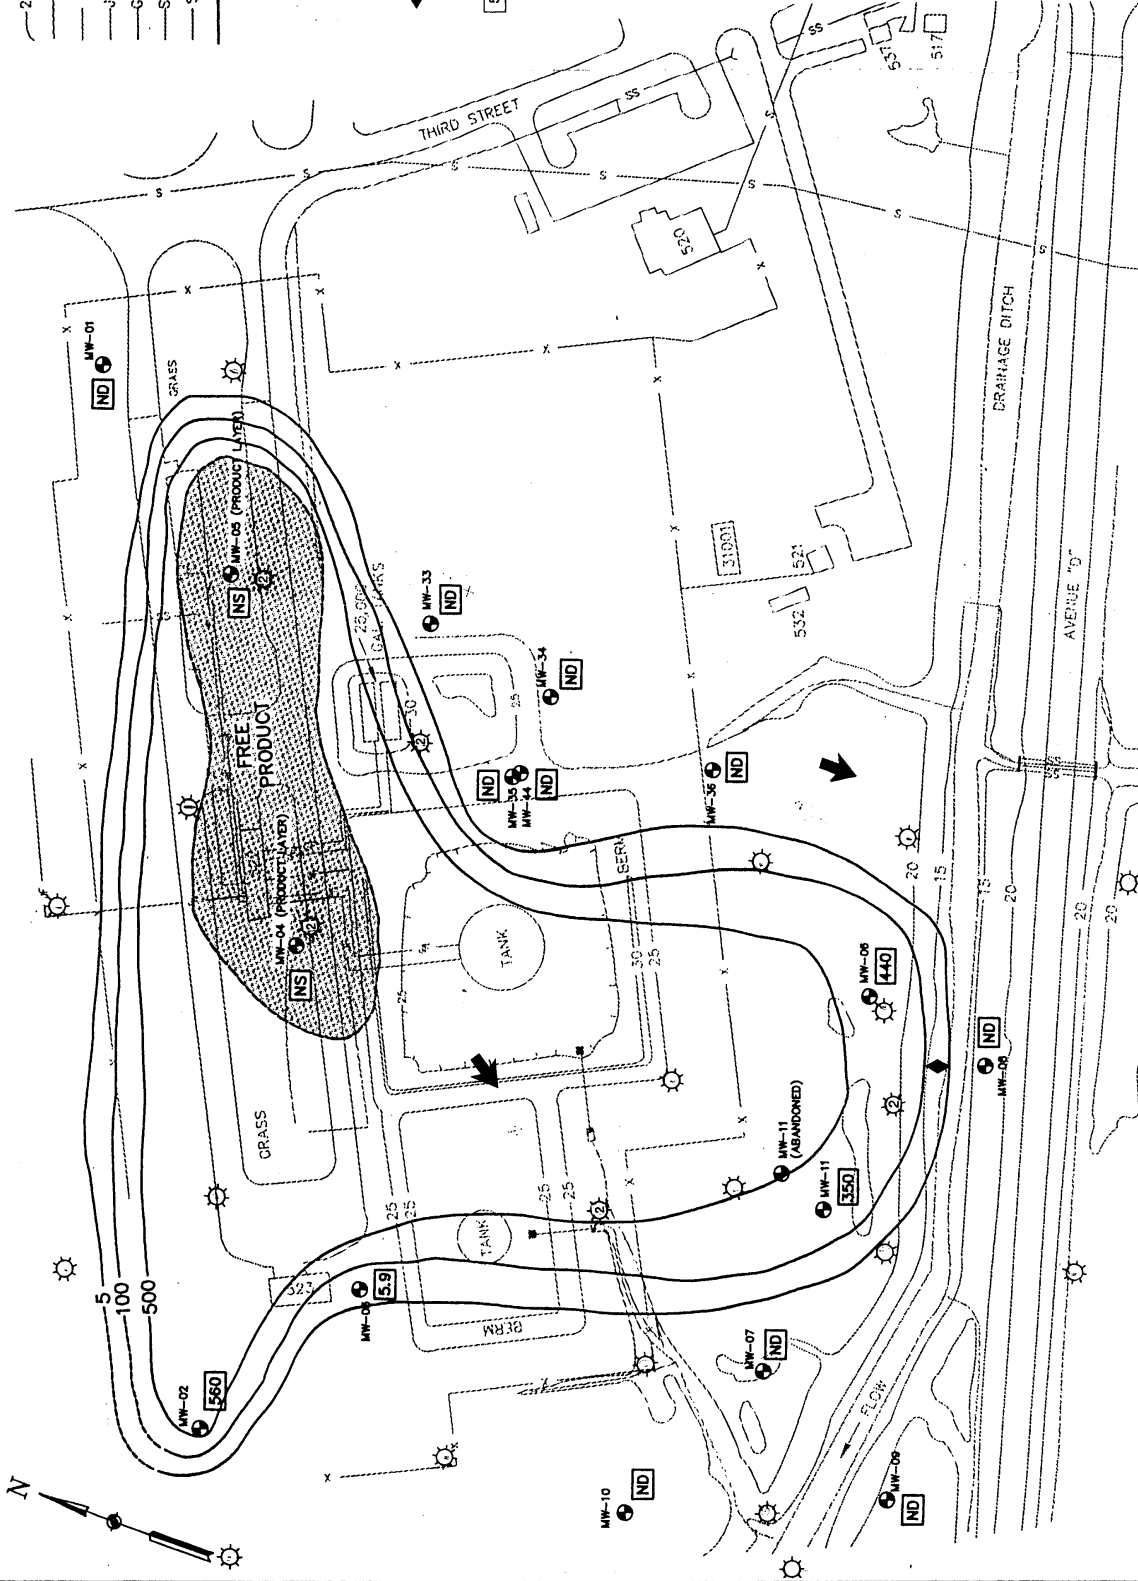 N
THIRD STREET
SS
SS
S
S
S
S
S
S
S
537
517
520
MW-01
ND
GRASS
MW-05 (PRODUCT LAYER)
NS
FREE
PRODUCT
MW-04 (PRODUCT LAYER)
NS
25,000
GAL TANKS
30
25
MW-33
ND
MW-34
ND
ND
MW-35
MW-44
ND
MW-36
ND
31001
521
532
DRAINAGE DITCH
AVENUE "D"
TANK
BERM
30
25
25
GRASS
5
100
500
MW-02
560
323
MW-03
5.9
25
25
TANK
25
25
BERM
MW-06
440
MW-11
(ABANDONED)
MW-11
350
MW-08
ND
MW-07
ND
FLOW
MW-10
ND
MW-09
ND
20
15
15
20
20
20